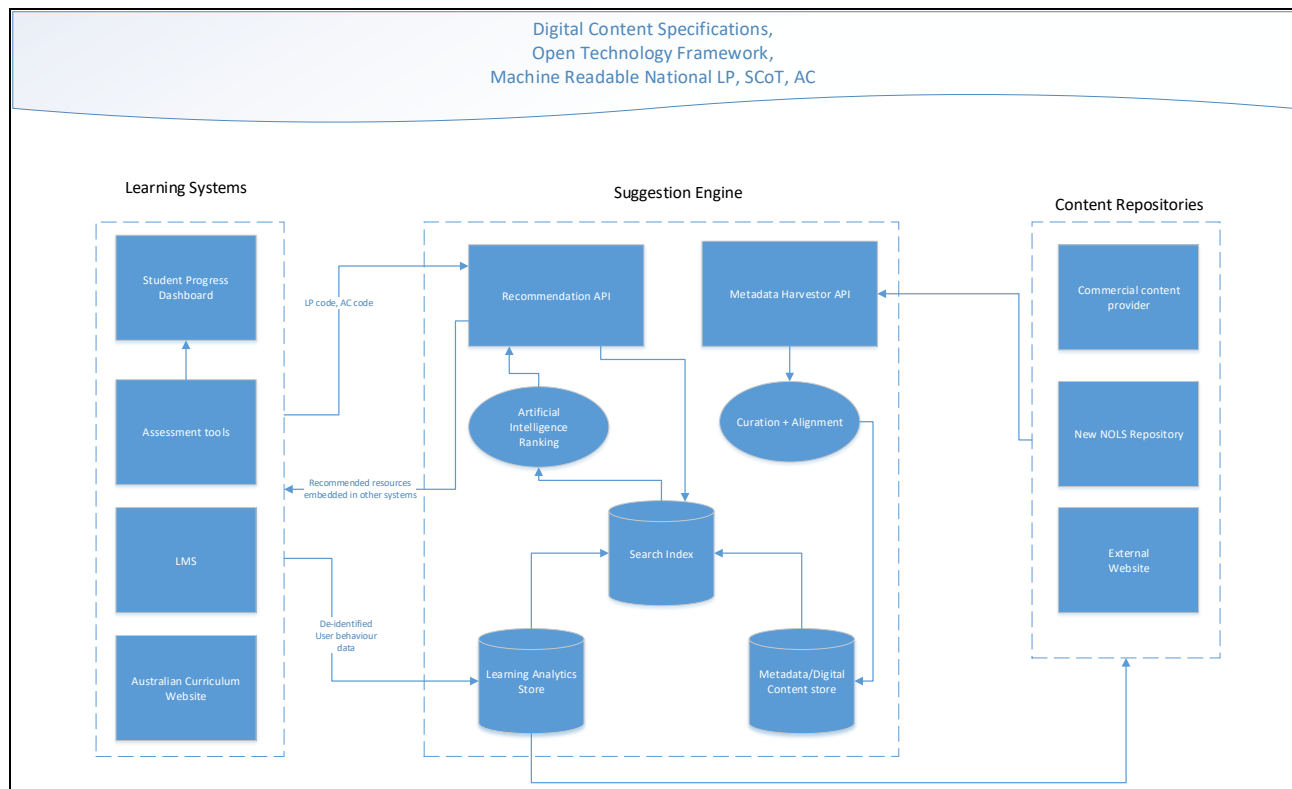 Digital Content Specifications,
Open Technology Framework,
Machine Readable National LP, SCoT, AC
Learning Systems
Suggestion Engine
Content Repositories
Student Progress
Dashboard
LP code, AC code
Recommendation API
Metadata Harvestor API
Commercial content
provider
Assessment tools
Artificial
Intelligence
Ranking
Curation + Alignment
New NOLS Repository
Recommended resources
embedded in other systems
LMS
Search Index
External
Website
De-identified
User behaviour
data
Australian Curriculum
Website
Learning Analytics
Store
Metadata/Digital
Content store